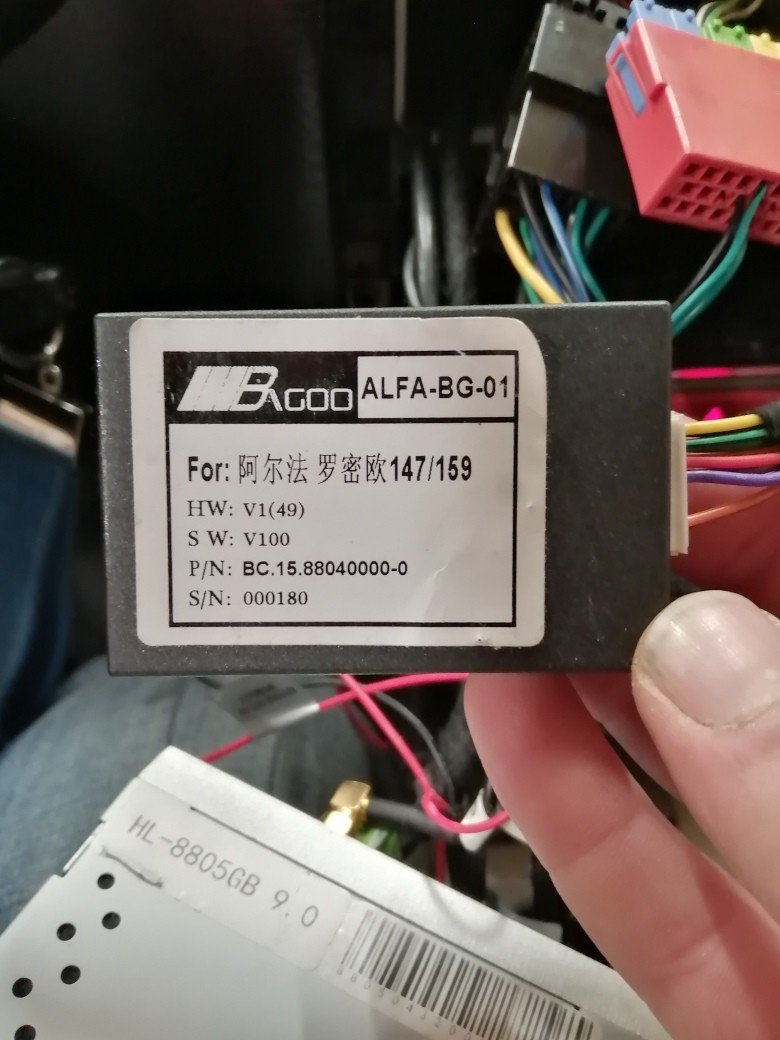 BAGOO ALFA-BG-01
For: 阿尔法 罗密欧147/159
HW: V1(49)
S W: V100
P/N: BC.15.88040000-0
S/N: 000180
HL-8805GB 9.0